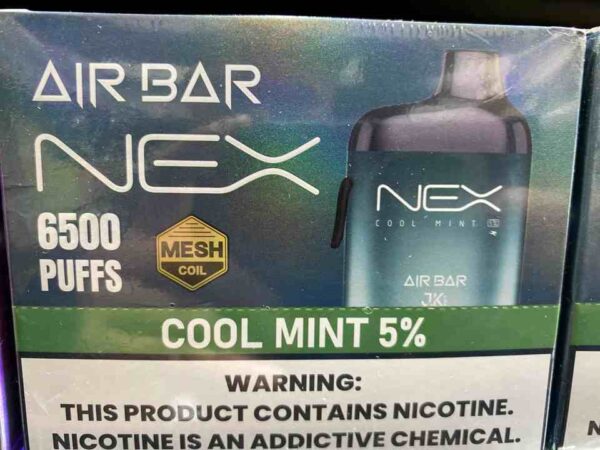 AIR BAR
NEX
6500
PUFFS
MESH
COIL
NEX
COOL MINT
AIR BAR
COOL MINT 5%
WARNING:
THIS PRODUCT CONTAINS NICOTINE.
NICOTINE IS AN ADDICTIVE CHEMICAL.
N